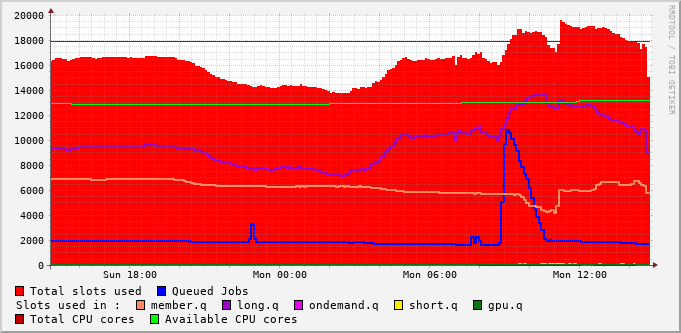 RRDTOOL / TOBI OETIKER
20000
18000
16000
14000
12000
10000
8000
6000
4000
2000
0
Sun 18:00 Mon 00:00 Mon 06:00 Mon 12:00
Total slots used Queued Jobs
Slots used in : member.q long.q ondemand.q short.q gpu.q
Total CPU cores Available CPU cores